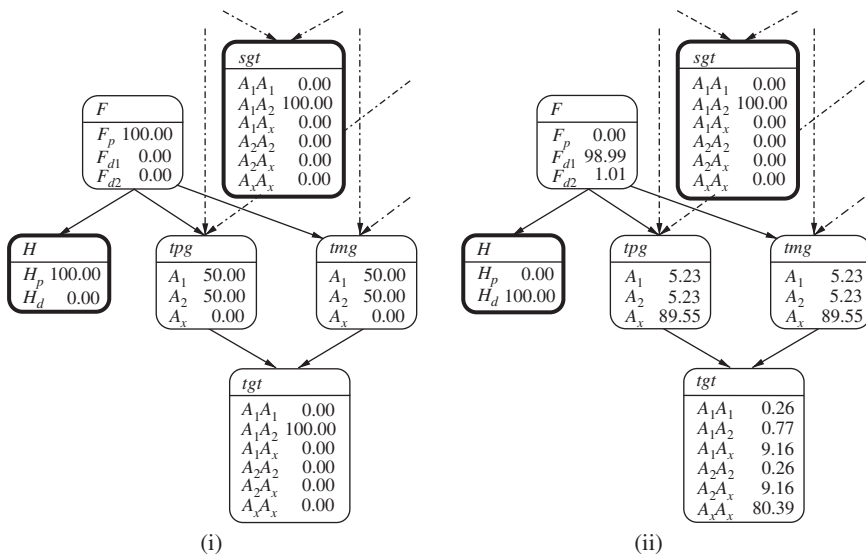 sgt
A₁A₁ 0.00
A₁A₂ 100.00
A₁Aₓ 0.00
A₂A₂ 0.00
A₂Aₓ 0.00
AₓAₓ 0.00
F
Fₚ 100.00
F_d1 0.00
F_d2 0.00
H
Hₚ 100.00
H_d 0.00
tpg
A₁ 50.00
A₂ 50.00
Aₓ 0.00
tmg
A₁ 50.00
A₂ 50.00
Aₓ 0.00
tgt
A₁A₁ 0.00
A₁A₂ 100.00
A₁Aₓ 0.00
A₂A₂ 0.00
A₂Aₓ 0.00
AₓAₓ 0.00
(i)
sgt
A₁A₁ 0.00
A₁A₂ 100.00
A₁Aₓ 0.00
A₂A₂ 0.00
A₂Aₓ 0.00
AₓAₓ 0.00
F
Fₚ 0.00
F_d1 98.99
F_d2 1.01
H
Hₚ 0.00
H_d 100.00
tpg
A₁ 5.23
A₂ 5.23
Aₓ 89.55
tmg
A₁ 5.23
A₂ 5.23
Aₓ 89.55
tgt
A₁A₁ 0.26
A₁A₂ 0.77
A₁Aₓ 9.16
A₂A₂ 0.26
A₂Aₓ 9.16
AₓAₓ 80.39
(ii)